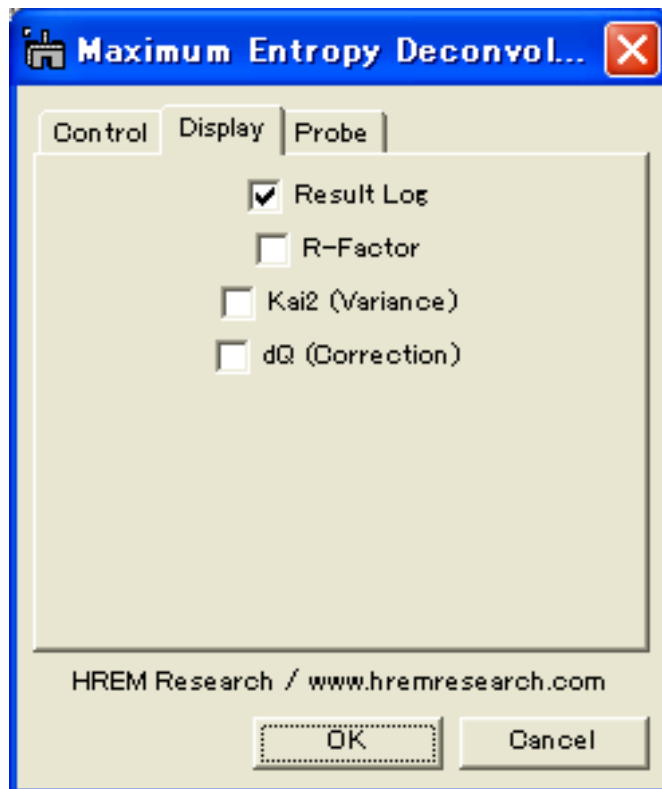 Maximum Entropy Deconvol...
Control Display Probe
Result Log
R-Factor
Kai2 (Variance)
dQ (Correction)
HREM Research / www.hremresearch.com
OK Cancel